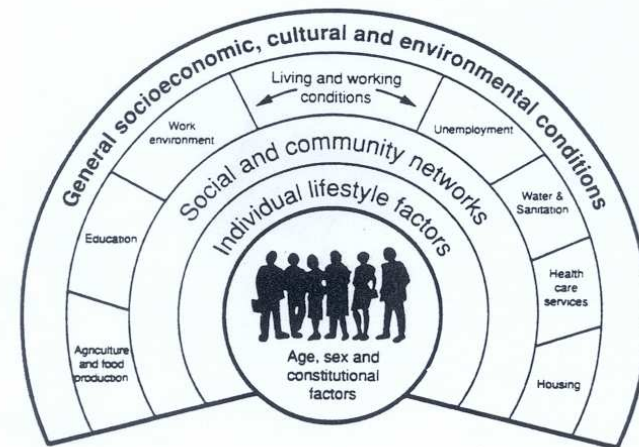 General socioeconomic, cultural and environmental conditions
Living and working
conditions
Work
environment
Unemployment
Education
Water &
Sanitation
Agriculture
and food
production
Health
care
services
Housing
Social and community networks
Individual lifestyle factors
Age, sex and
constitutional
factors